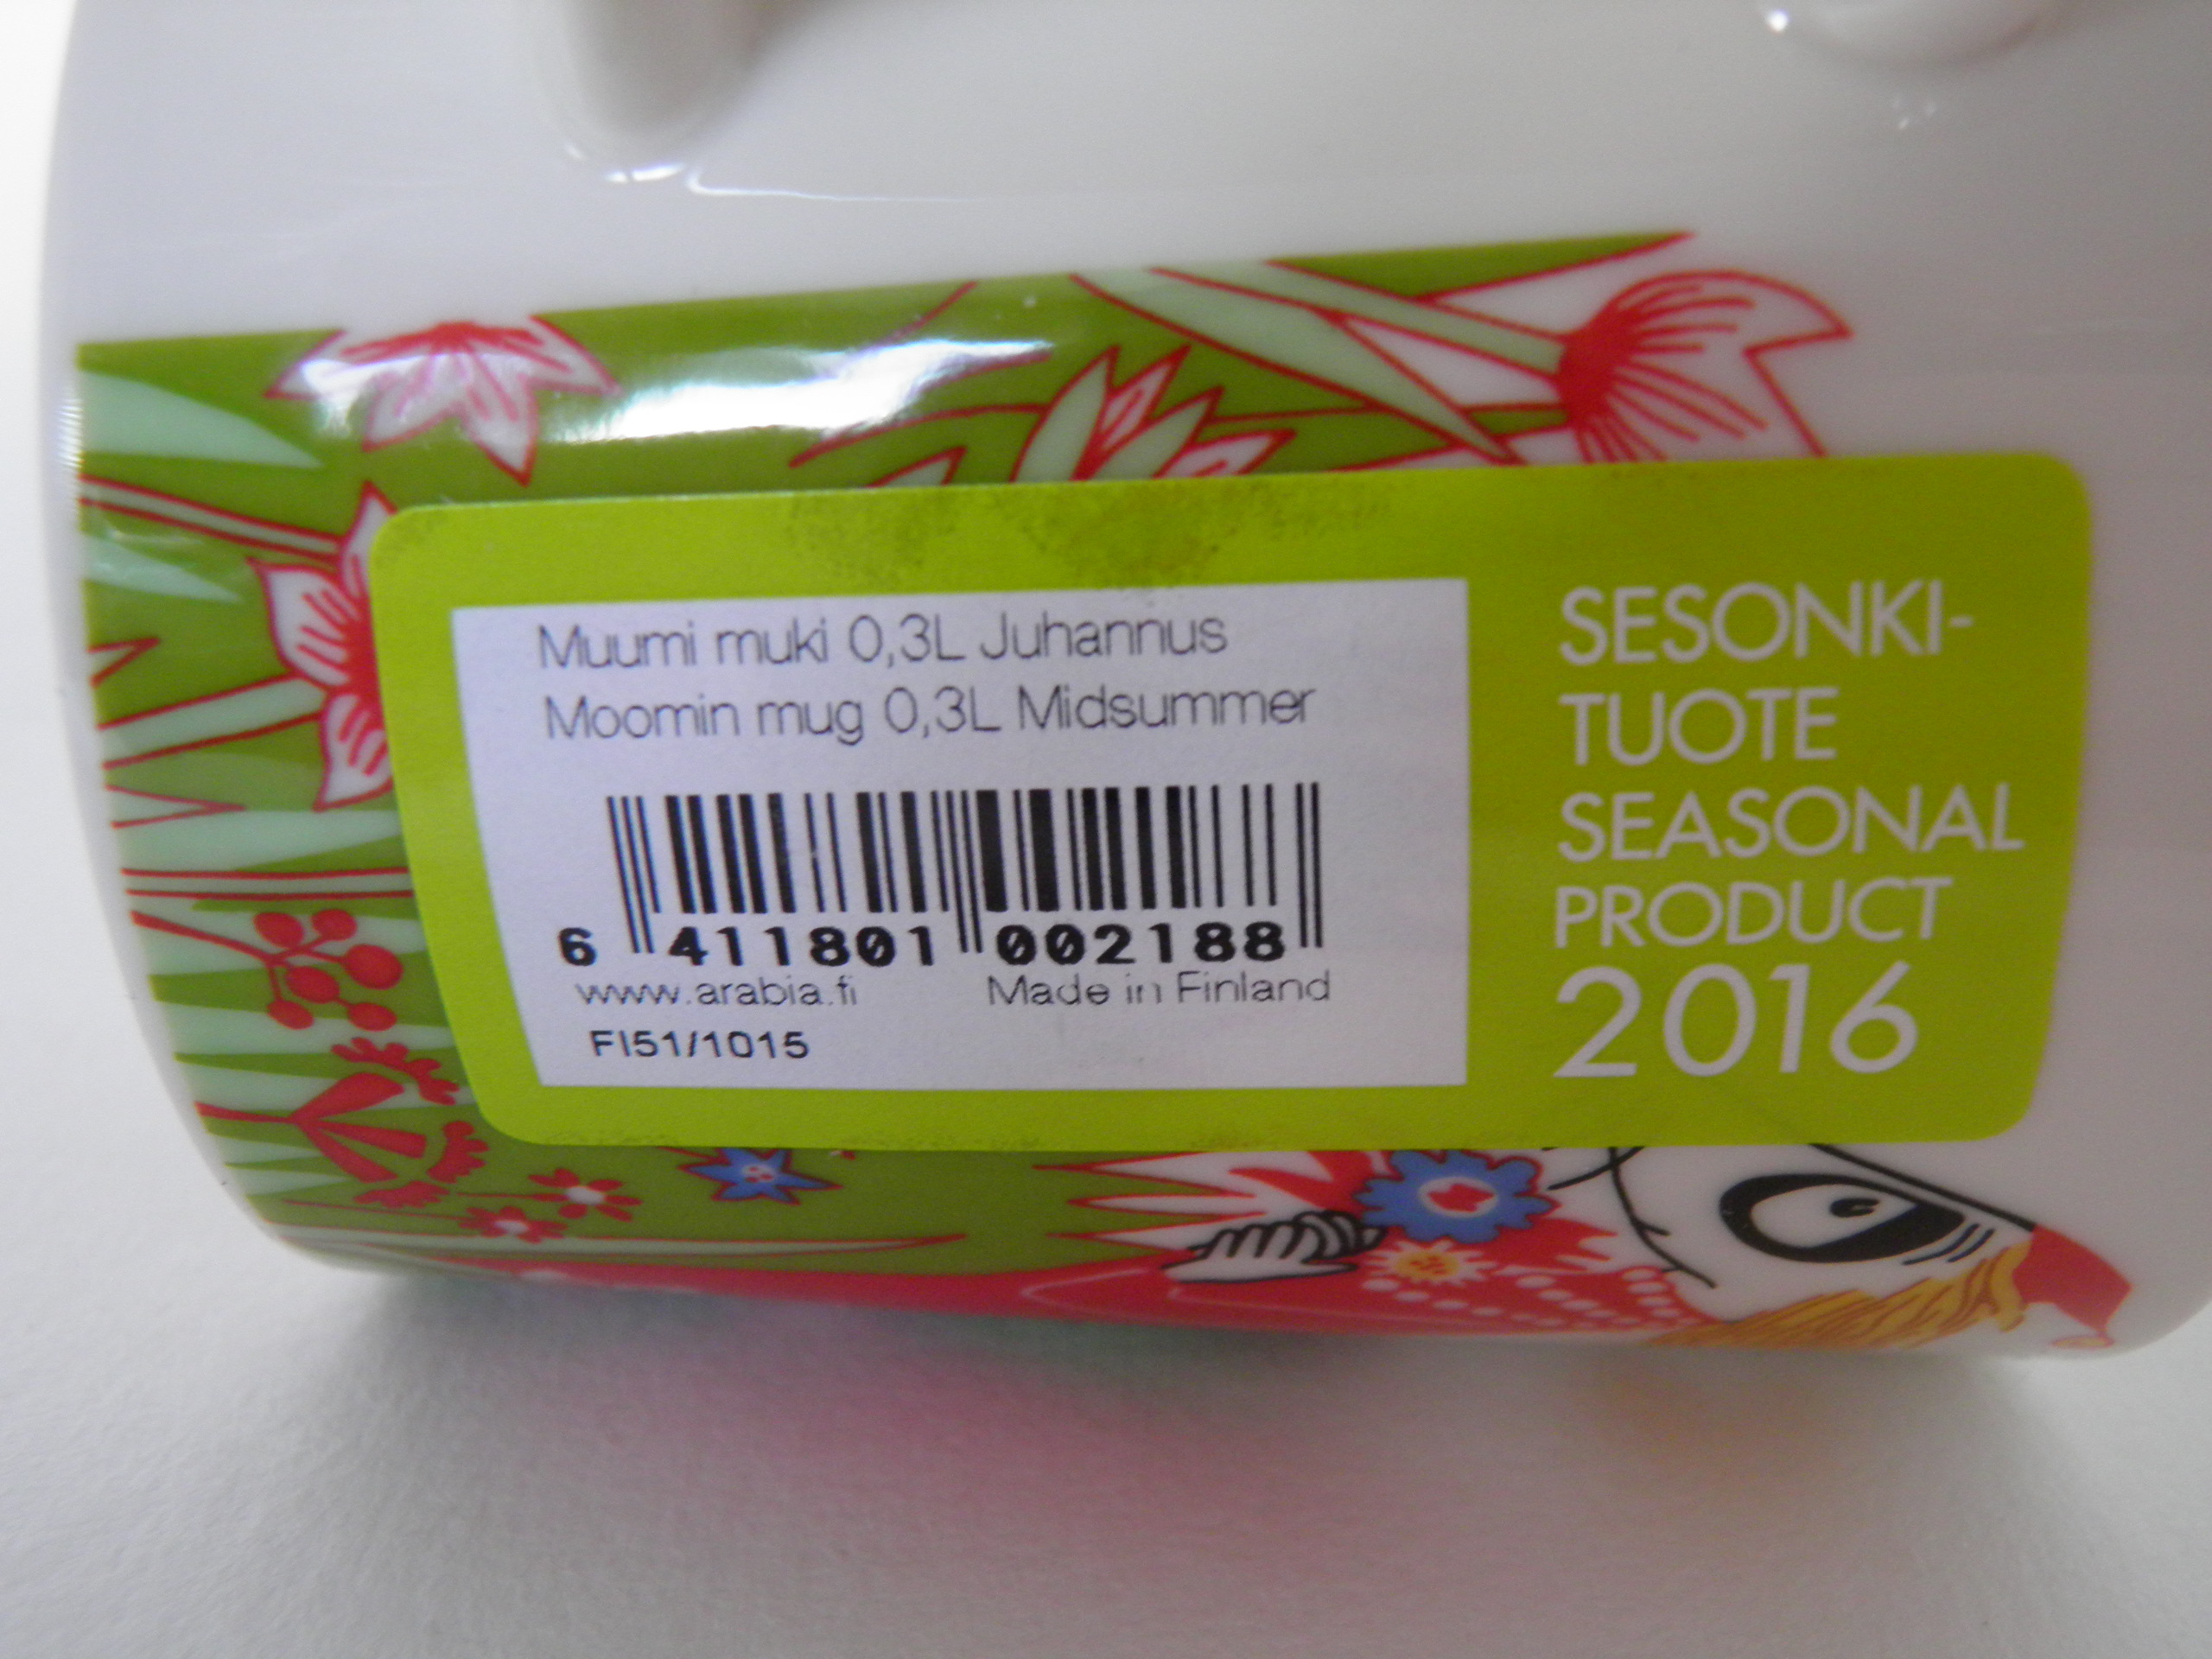 Muumi muki 0,3L Juhannus
Moomin mug 0,3L Midsummer
6 411801 002188
www.arabia.fi Made in Finland
FI51/1015
SESONKI-
TUOTE
SEASONAL
PRODUCT
2016